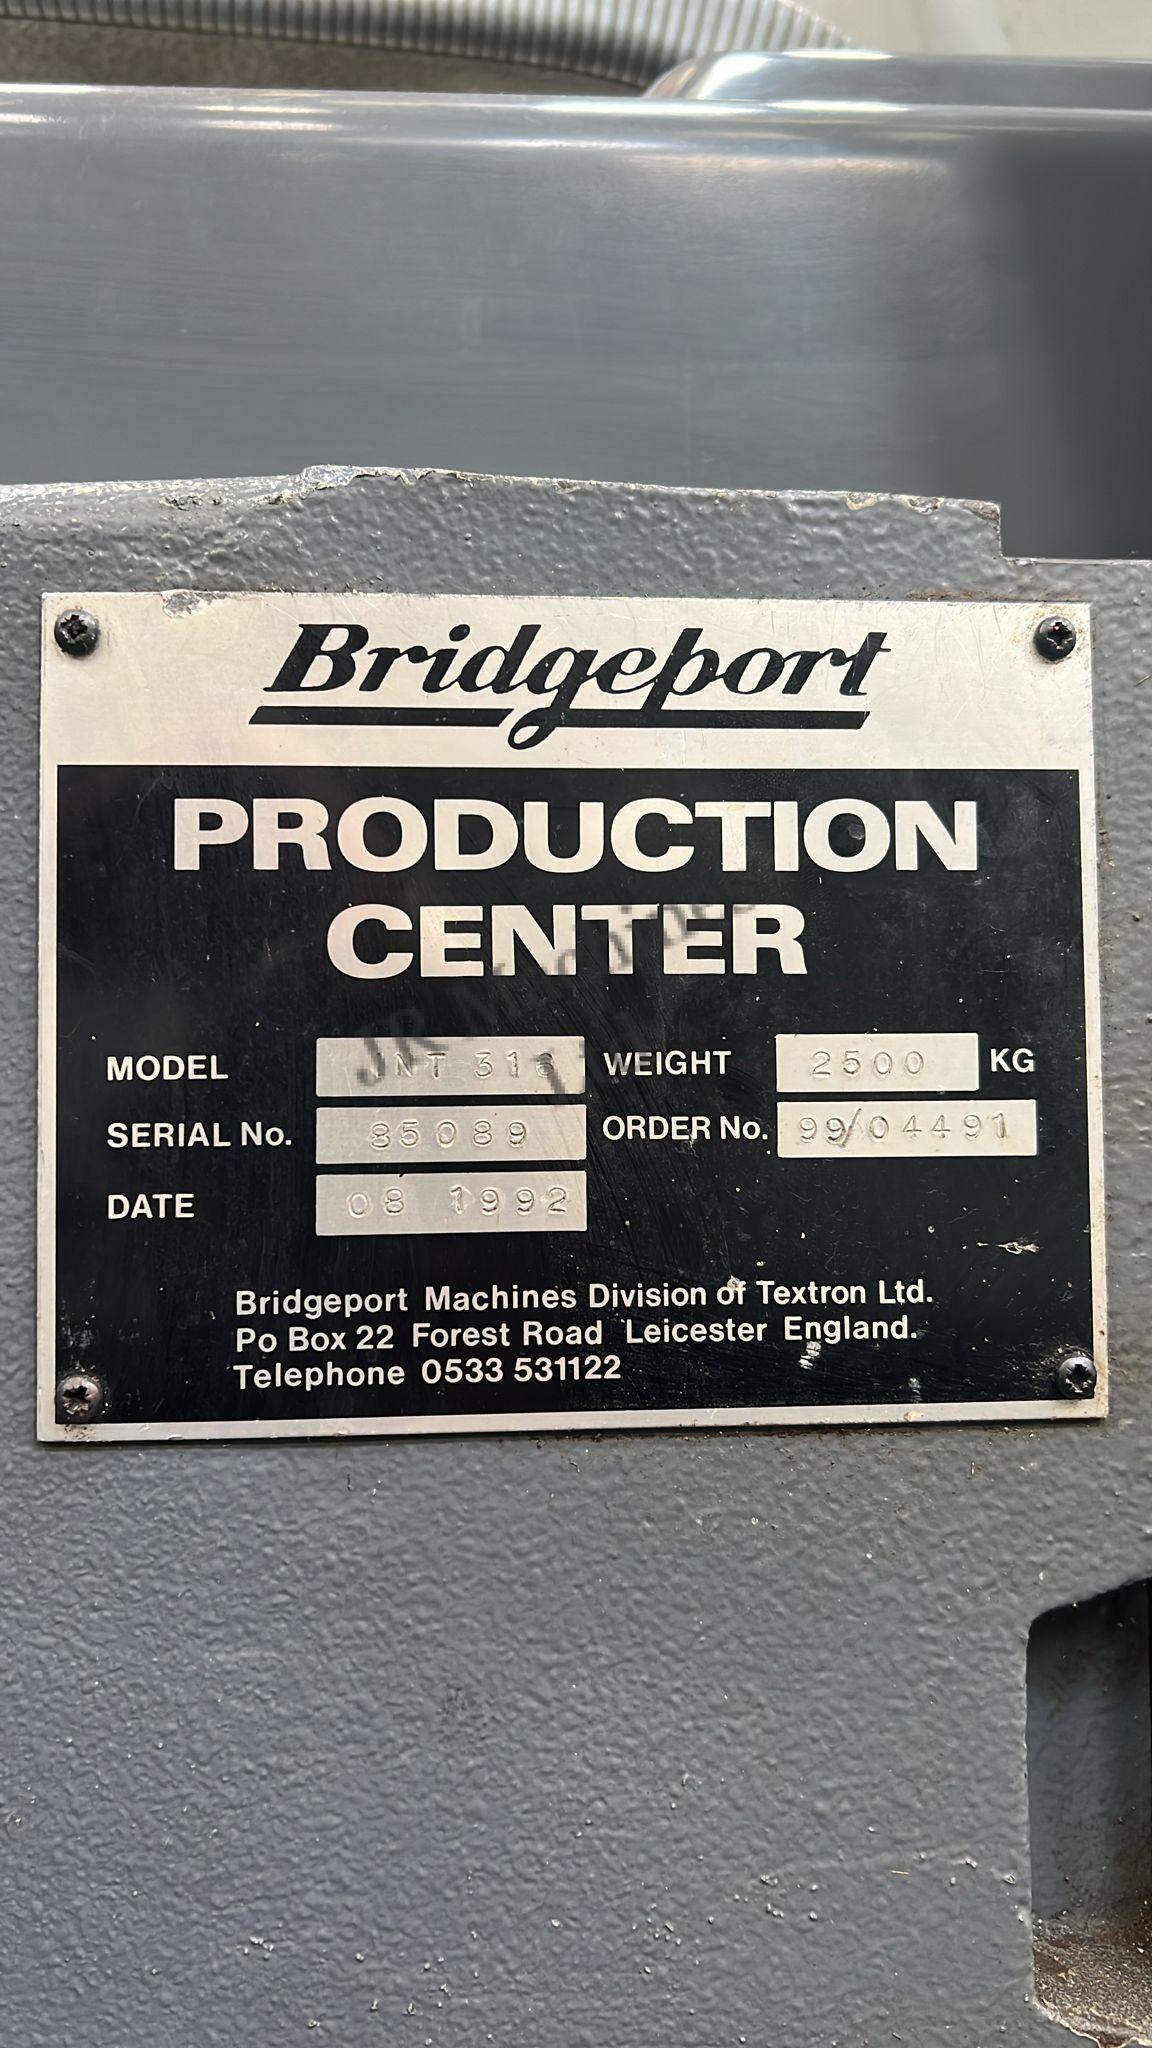 Bridgeport
PRODUCTION
CENTER
MODEL INT 316 WEIGHT 2500 KG
SERIAL No. 85089 ORDER No. 99/04491
DATE 08 1992
Bridgeport Machines Division of Textron Ltd.
Po Box 22 Forest Road Leicester England.
Telephone 0533 531122